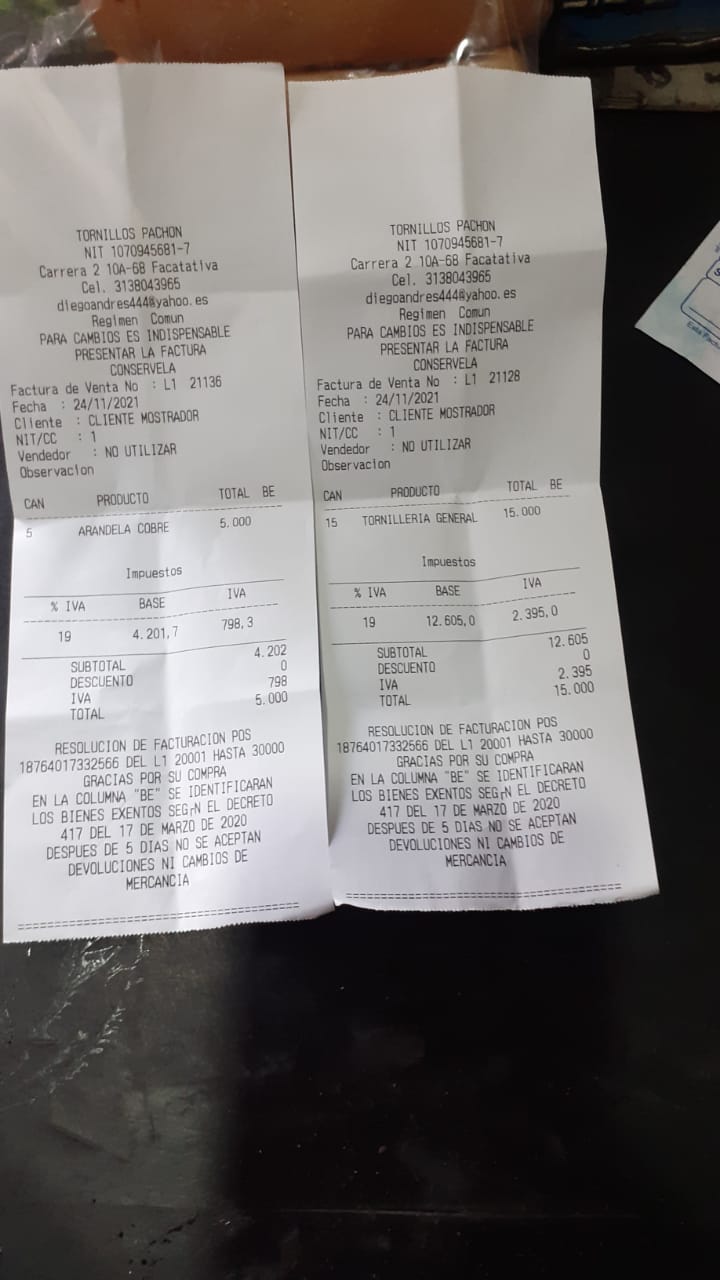 TORNILLOS PACHON
NIT 1070945681-7
Carrera 2 10A-68 Facatativa
Cel. 3138043965
diegoandres444@yahoo.es
Regimen Comun
PARA CAMBIOS ES INDISPENSABLE
PRESENTAR LA FACTURA
CONSERVELA
Factura de Venta No : L1 21136
Fecha : 24/11/2021
Cliente : CLIENTE MOSTRADOR
NIT/CC : 1
Vendedor : NO UTILIZAR
Observacion
CAN PRODUCTO TOTAL BE
5 ARANDELA COBRE 5.000
Impuestos
% IVA BASE IVA
19 4.201,7 798,3
SUBTOTAL 4.202
DESCUENTO 0
IVA 798
TOTAL 5.000
RESOLUCION DE FACTURACION POS
18764017332566 DEL L1 20001 HASTA 30000
GRACIAS POR SU COMPRA
EN LA COLUMNA "BE" SE IDENTIFICARAN
LOS BIENES EXENTOS SEG┌N EL DECRETO
417 DEL 17 DE MARZO DE 2020
DESPUES DE 5 DIAS NO SE ACEPTAN
DEVOLUCIONES NI CAMBIOS DE
MERCANCIA
TORNILLOS PACHON
NIT 1070945681-7
Carrera 2 10A-68 Facatativa
Cel. 3138043965
diegoandres444@yahoo.es
Regimen Comun
PARA CAMBIOS ES INDISPENSABLE
PRESENTAR LA FACTURA
CONSERVELA
Factura de Venta No : L1 21128
Fecha : 24/11/2021
Cliente : CLIENTE MOSTRADOR
NIT/CC : 1
Vendedor : NO UTILIZAR
Observacion
CAN PRODUCTO TOTAL BE
15 TORNILLERIA GENERAL 15.000
Impuestos
% IVA BASE IVA
19 12.605,0 2.395,0
SUBTOTAL 12.605
DESCUENTO 0
IVA 2.395
TOTAL 15.000
RESOLUCION DE FACTURACION POS
18764017332566 DEL L1 20001 HASTA 30000
GRACIAS POR SU COMPRA
EN LA COLUMNA "BE" SE IDENTIFICARAN
LOS BIENES EXENTOS SEG┌N EL DECRETO
417 DEL 17 DE MARZO DE 2020
DESPUES DE 5 DIAS NO SE ACEPTAN
DEVOLUCIONES NI CAMBIOS DE
MERCANCIA